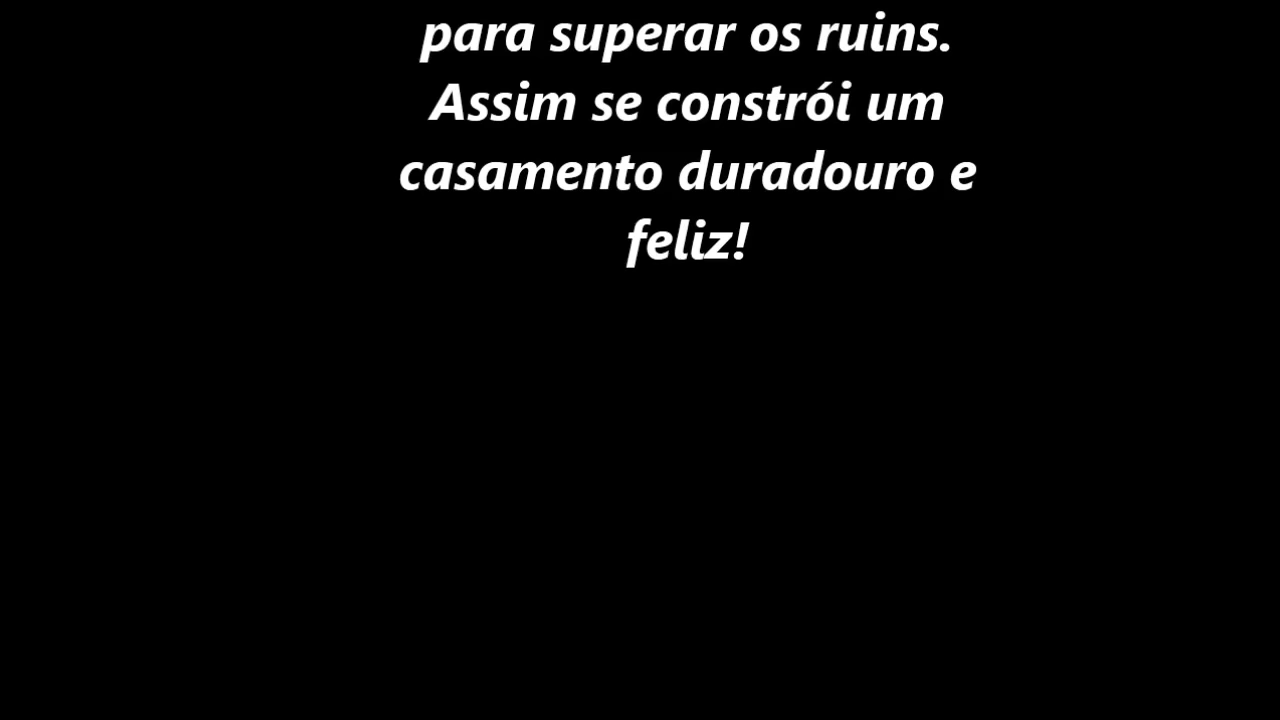 para superar os ruins.
Assim se constrói um
casamento duradouro e
feliz!